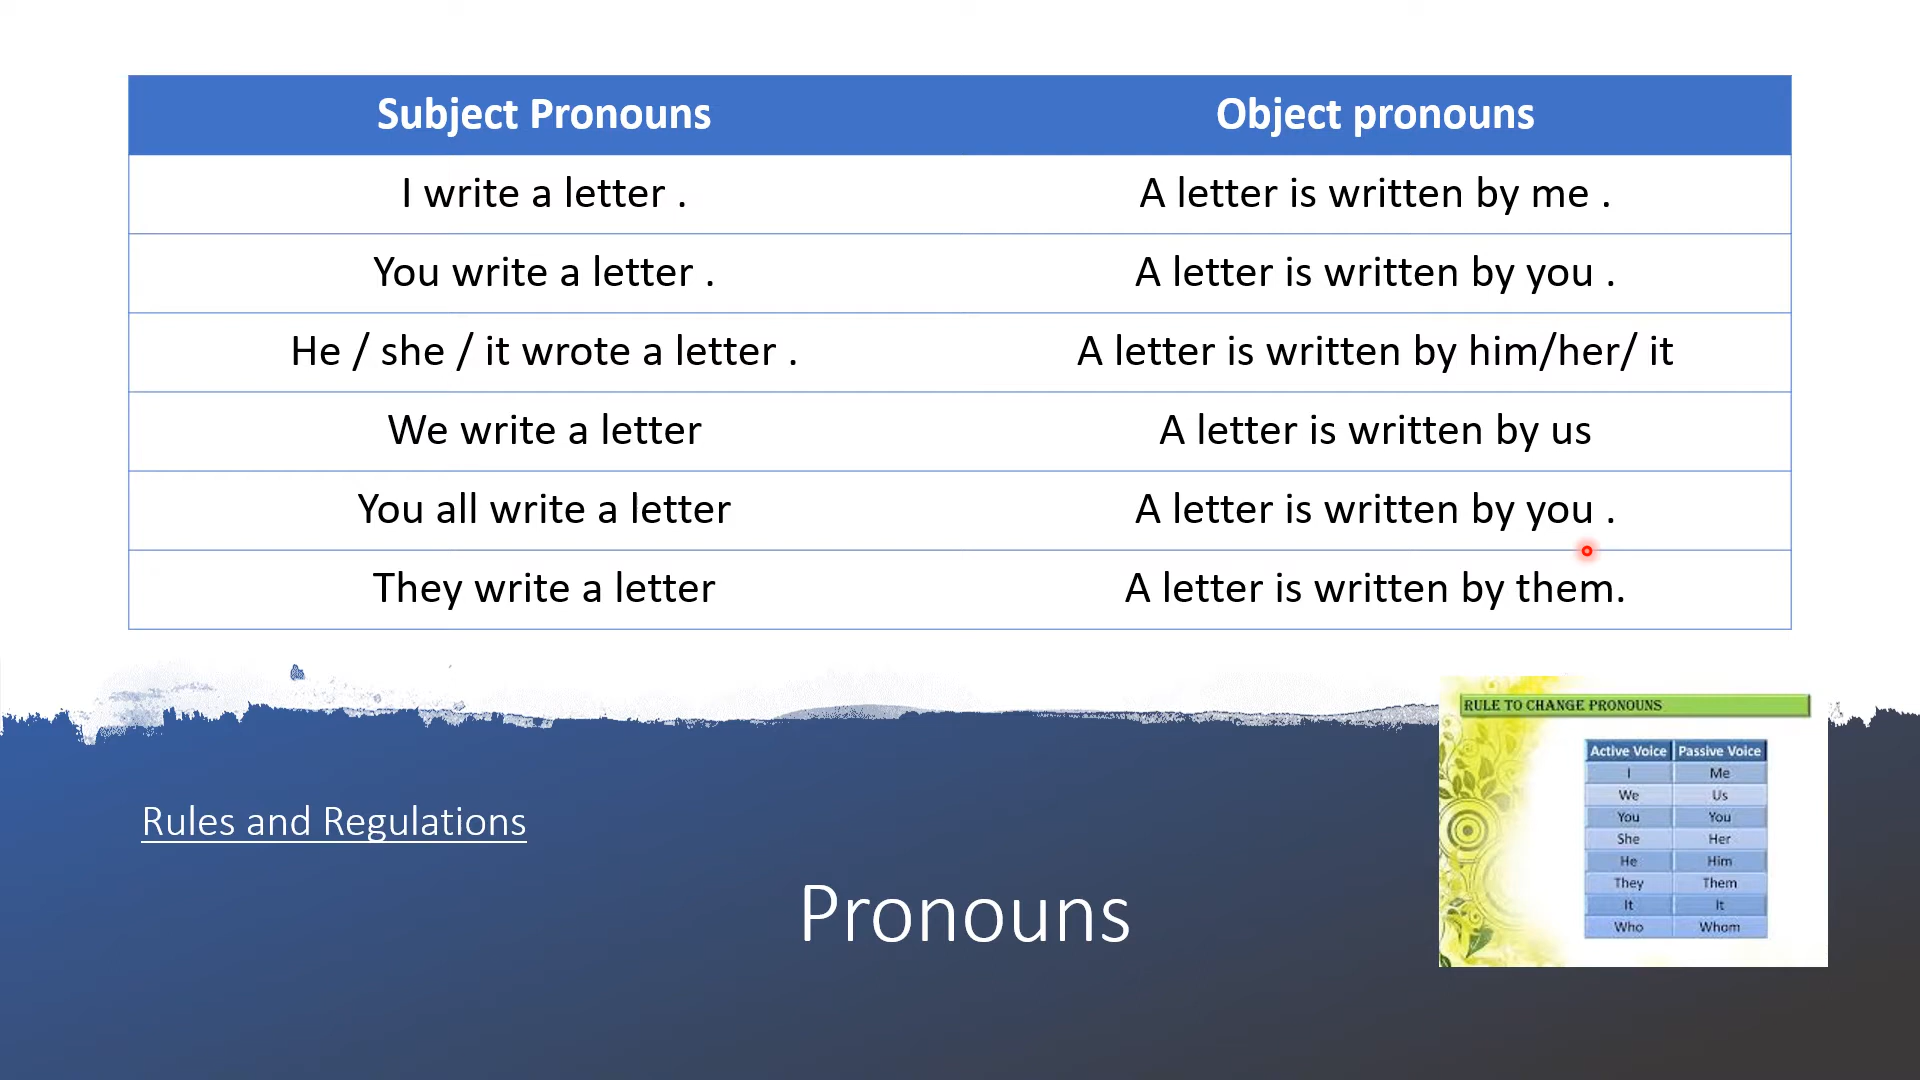 Subject Pronouns Object pronouns
I write a letter . A letter is written by me .
You write a letter . A letter is written by you .
He / she / it wrote a letter . A letter is written by him/her/ it
We write a letter A letter is written by us
You all write a letter A letter is written by you .
They write a letter A letter is written by them.
Rules and Regulations
Pronouns
RULE TO CHANGE PRONOUNS
Active Voice Passive Voice
I Me
We Us
You You
She Her
He Him
They Them
It It
Who Whom